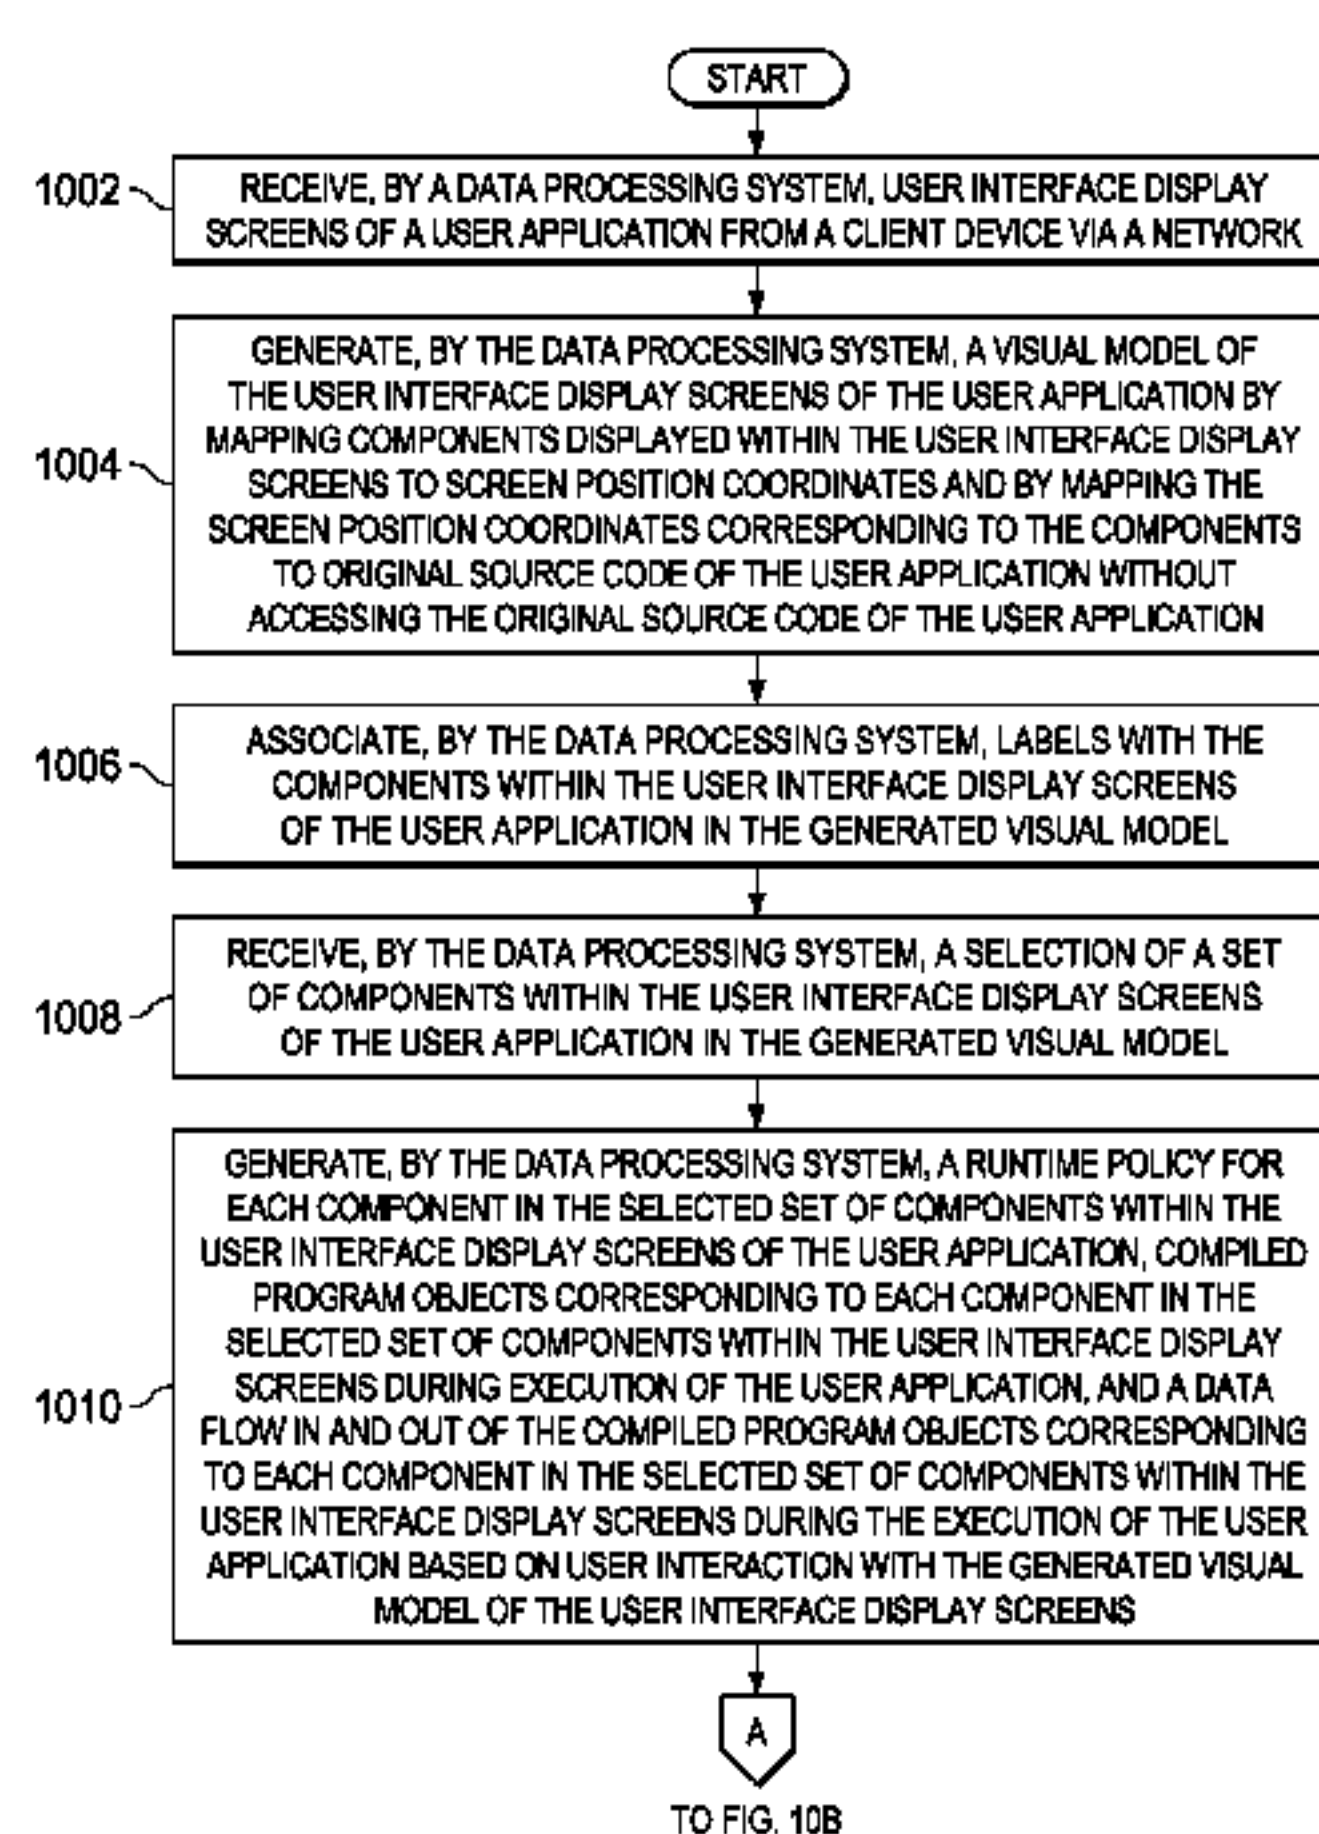 START
1002
RECEIVE, BY A DATA PROCESSING SYSTEM, USER INTERFACE DISPLAY
SCREENS OF A USER APPLICATION FROM A CLIENT DEVICE VIA A NETWORK
1004
GENERATE, BY THE DATA PROCESSING SYSTEM, A VISUAL MODEL OF
THE USER INTERFACE DISPLAY SCREENS OF THE USER APPLICATION BY
MAPPING COMPONENTS DISPLAYED WITHIN THE USER INTERFACE DISPLAY
SCREENS TO SCREEN POSITION COORDINATES AND BY MAPPING THE
SCREEN POSITION COORDINATES CORRESPONDING TO THE COMPONENTS
TO ORIGINAL SOURCE CODE OF THE USER APPLICATION WITHOUT
ACCESSING THE ORIGINAL SOURCE CODE OF THE USER APPLICATION
1006
ASSOCIATE, BY THE DATA PROCESSING SYSTEM, LABELS WITH THE
COMPONENTS WITHIN THE USER INTERFACE DISPLAY SCREENS
OF THE USER APPLICATION IN THE GENERATED VISUAL MODEL
1008
RECEIVE, BY THE DATA PROCESSING SYSTEM, A SELECTION OF A SET
OF COMPONENTS WITHIN THE USER INTERFACE DISPLAY SCREENS
OF THE USER APPLICATION IN THE GENERATED VISUAL MODEL
1010
GENERATE, BY THE DATA PROCESSING SYSTEM, A RUNTIME POLICY FOR
EACH COMPONENT IN THE SELECTED SET OF COMPONENTS WITHIN THE
USER INTERFACE DISPLAY SCREENS OF THE USER APPLICATION, COMPILED
PROGRAM OBJECTS CORRESPONDING TO EACH COMPONENT IN THE
SELECTED SET OF COMPONENTS WITHIN THE USER INTERFACE DISPLAY
SCREENS DURING EXECUTION OF THE USER APPLICATION, AND A DATA
FLOW IN AND OUT OF THE COMPILED PROGRAM OBJECTS CORRESPONDING
TO EACH COMPONENT IN THE SELECTED SET OF COMPONENTS WITHIN THE
USER INTERFACE DISPLAY SCREENS DURING THE EXECUTION OF THE USER
APPLICATION BASED ON USER INTERACTION WITH THE GENERATED VISUAL
MODEL OF THE USER INTERFACE DISPLAY SCREENS
A
TO FIG. 10B